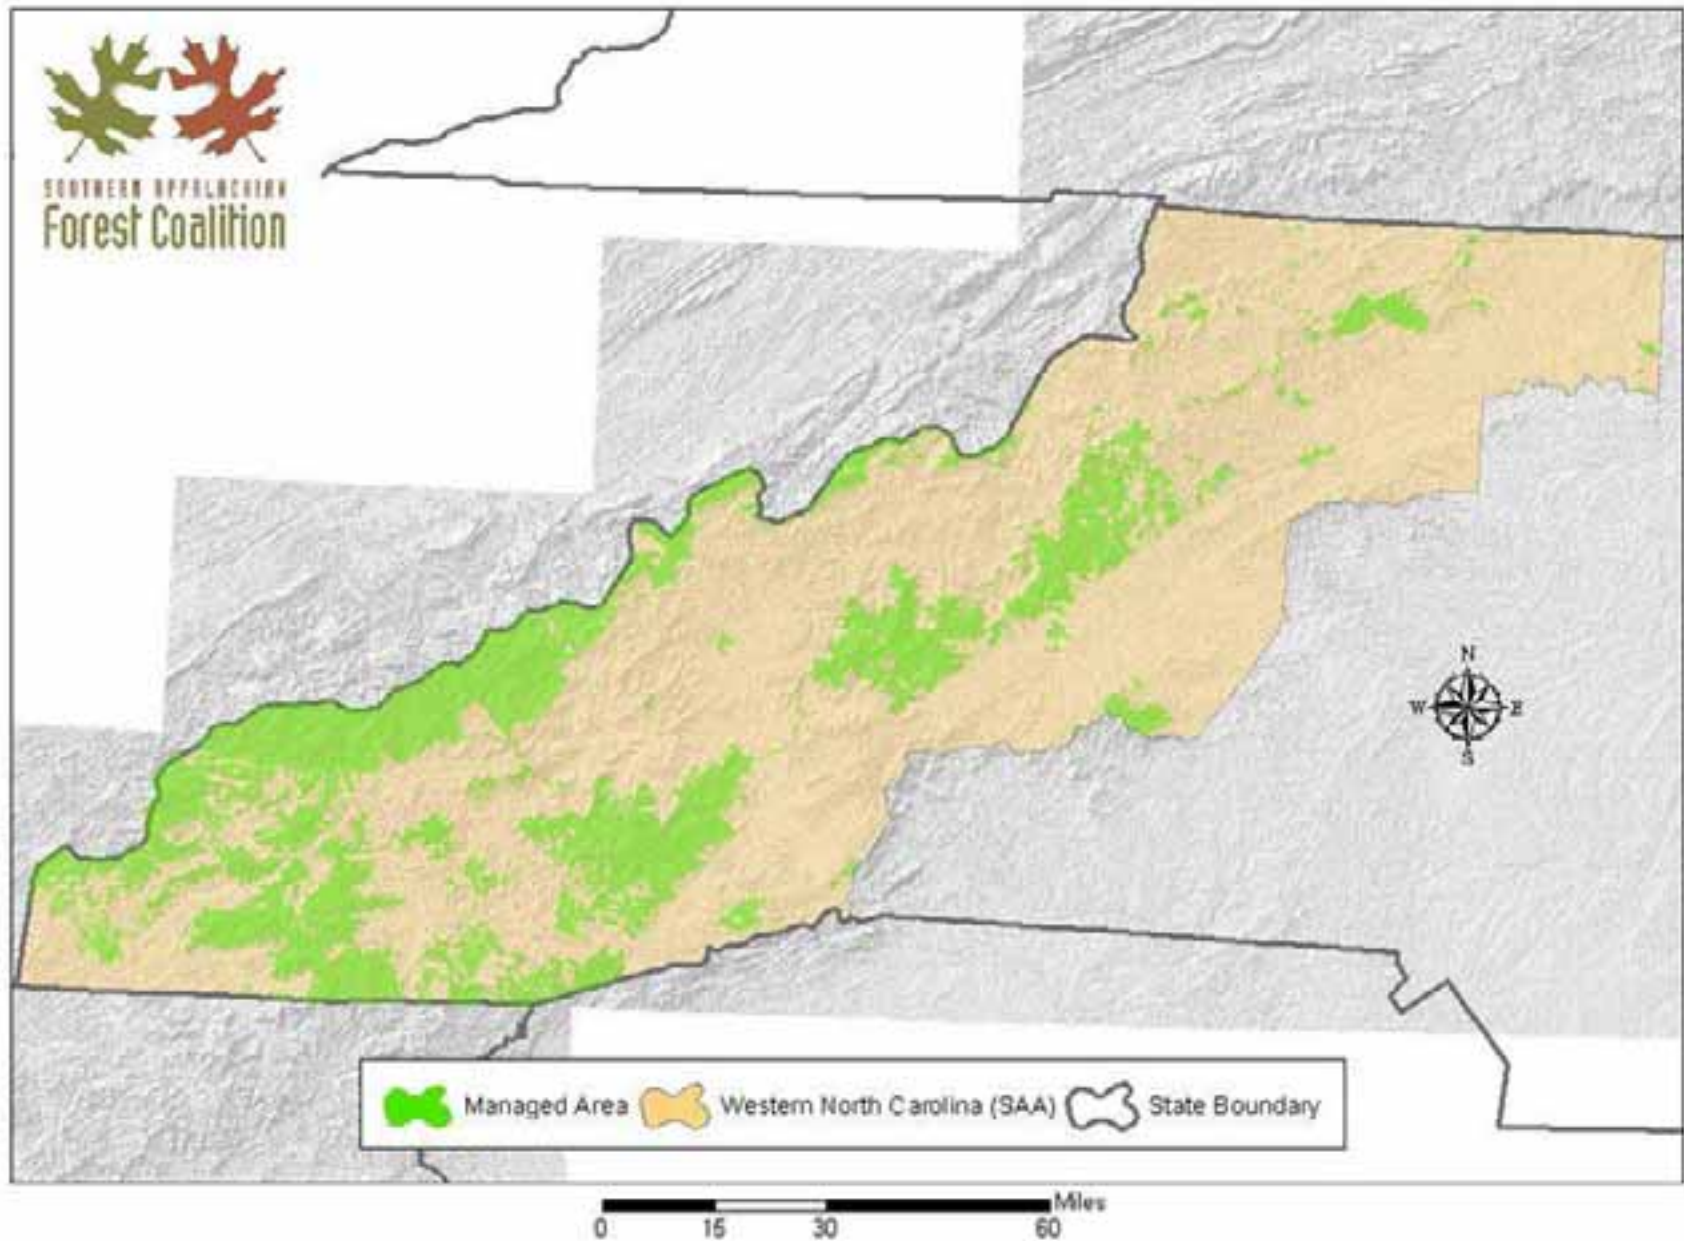 SOUTHERN APPALACHIAN
Forest Coalition
N
W E
S
Managed Area Western North Carolina (SAA) State Boundary
Miles
0 15 30 60